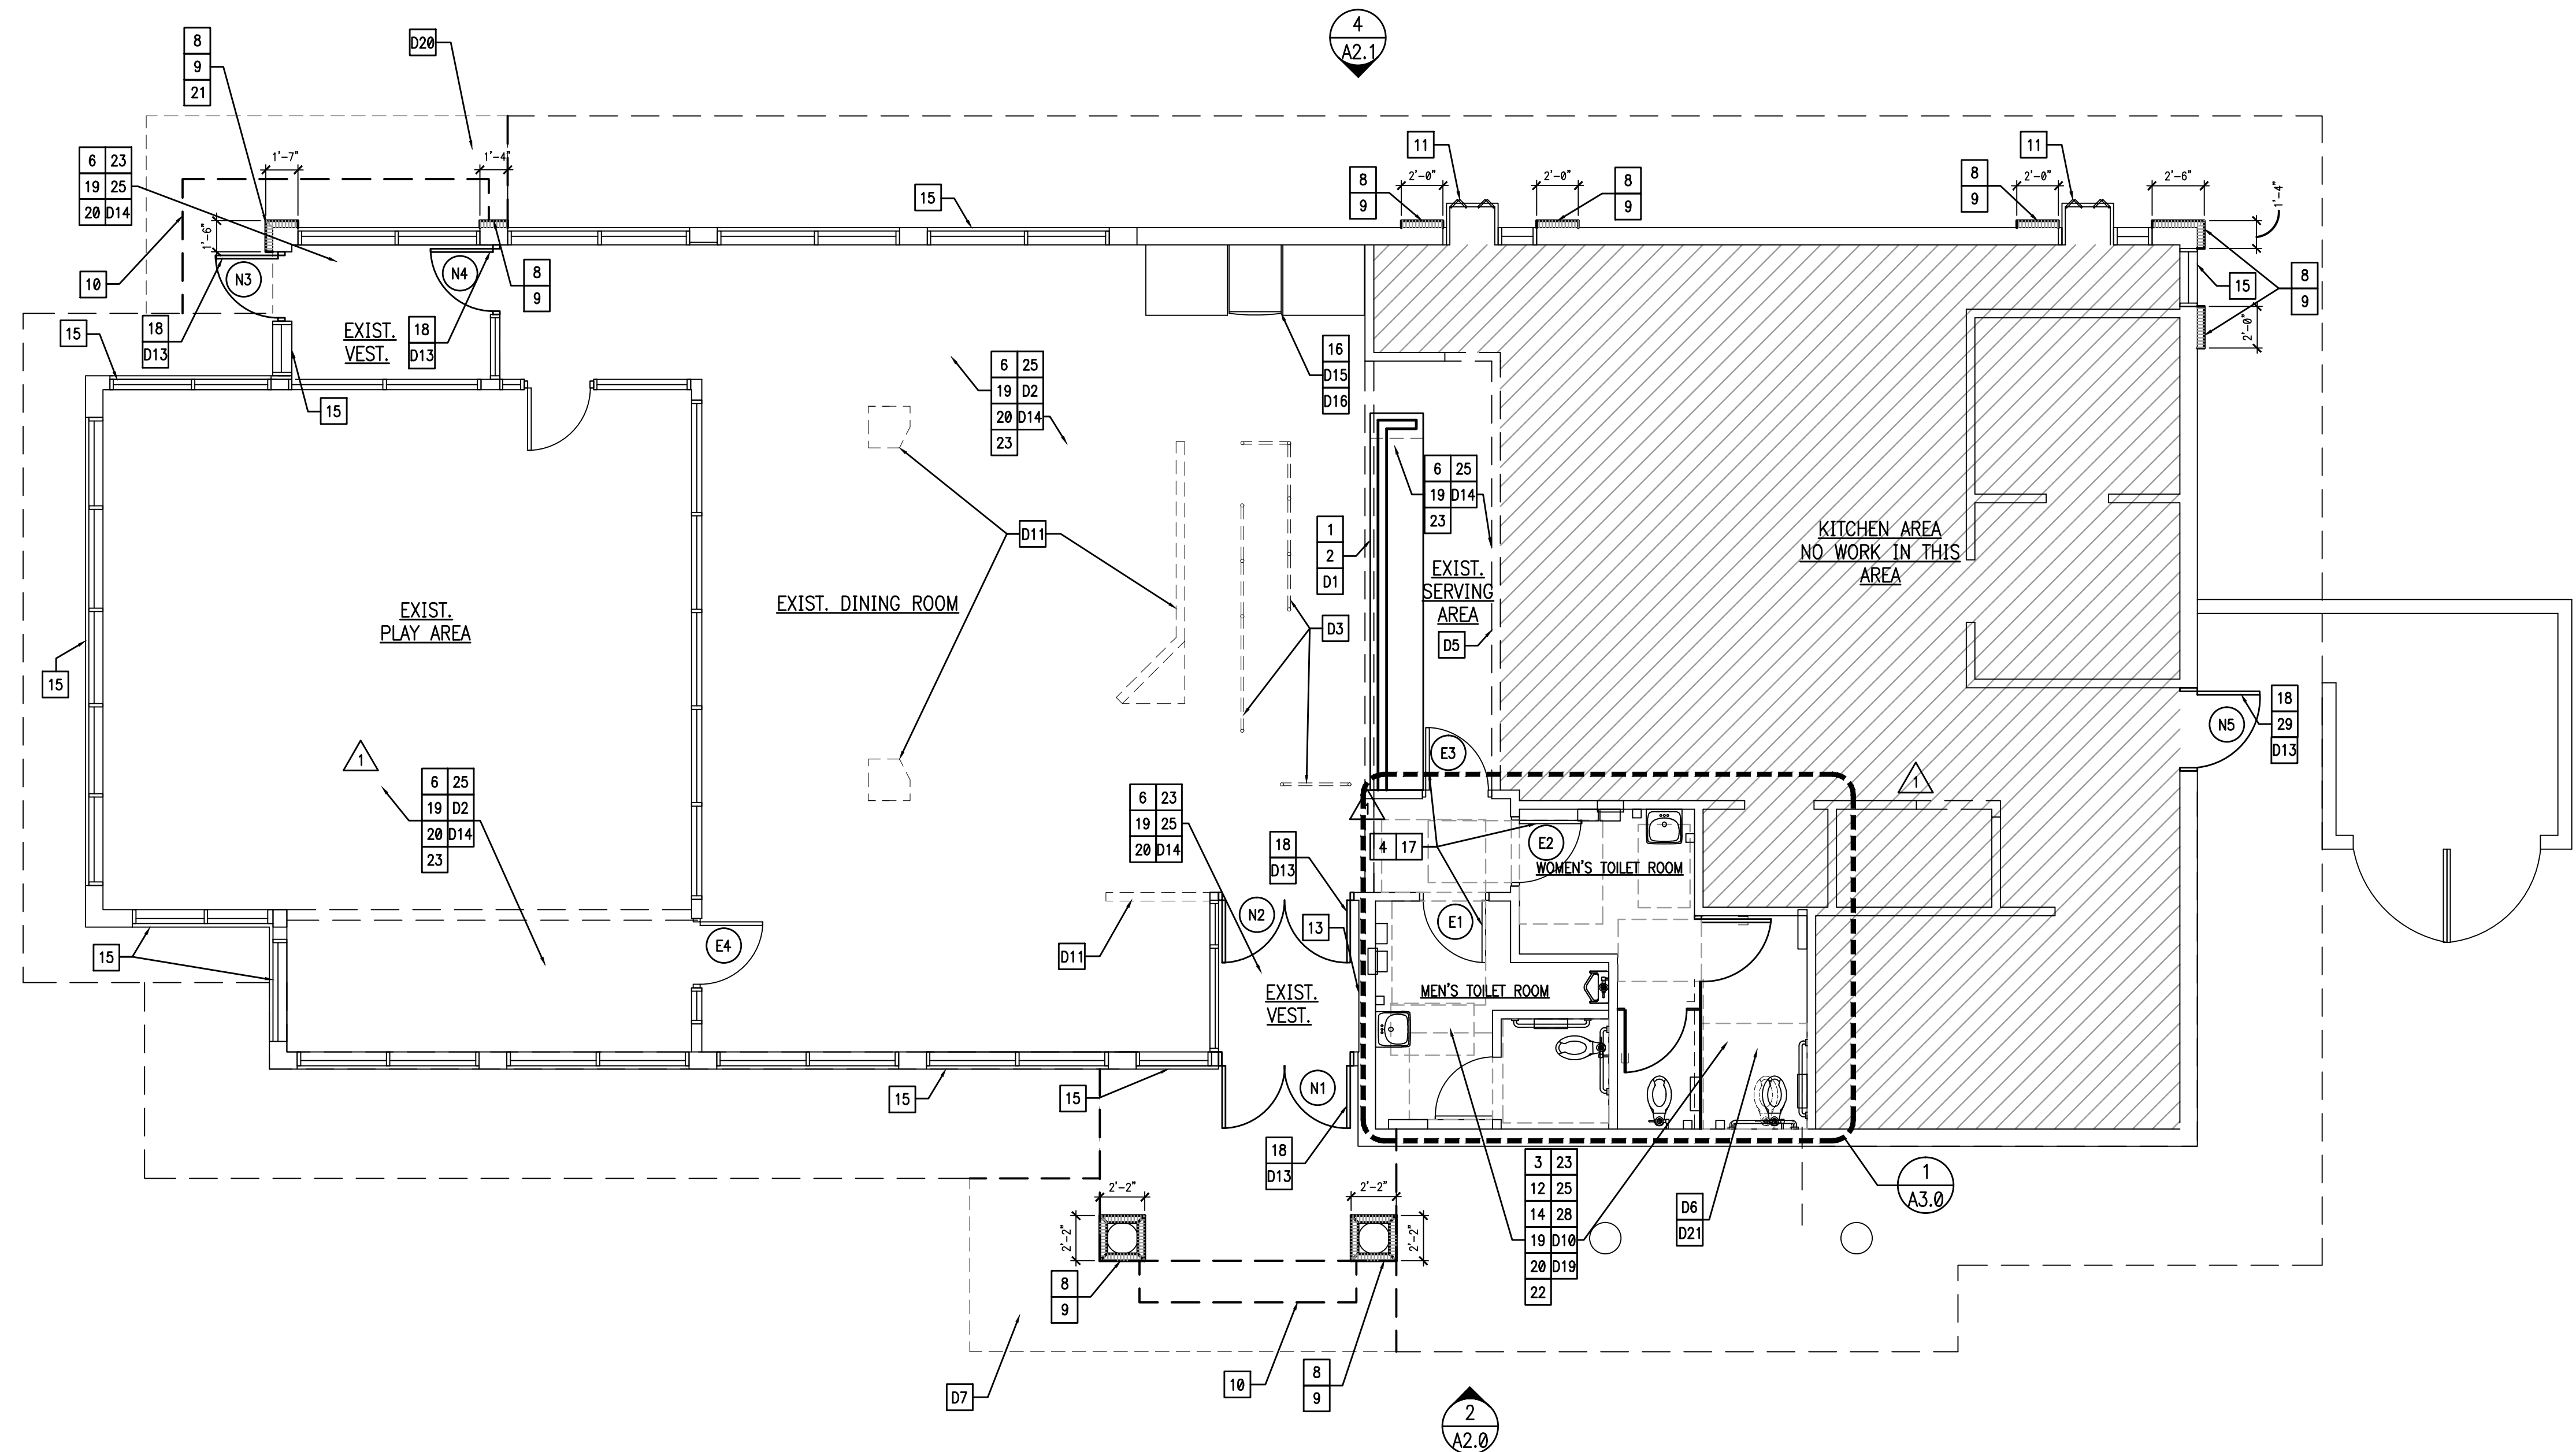 4
A2.1
8
9
21
D20
6 23
19 25
20 D14
1'-7"
1'-4"
1'-6"
10
N3
N4
8
9
18
D13
EXIST.
VEST.
18
D13
15
15
15
11
8
9
2'-0"
2'-0"
8
9
11
8
9
2'-0"
2'-6"
1'-4"
15
8
9
2'-0"
6 25
19 D2
20 D14
23
16
D15
D16
D11
1
2
D1
6 25
19 D14
23
EXIST.
SERVING
AREA
D5
D3
KITCHEN AREA
NO WORK IN THIS
AREA
EXIST.
PLAY AREA
EXIST. DINING ROOM
15
18
29
D13
N5
1
6 25
19 D2
20 D14
23
E3
1
1
6 23
19 25
20 D14
18
D13
4 17
E2
WOMEN'S TOILET ROOM
N2
13
E1
E4
15
D11
EXIST.
VEST.
MEN'S TOILET ROOM
15
15
N1
18
D13
3 23
12 25
14 28
19 D10
20 D19
22
D6
D21
1
A3.0
2'-2"
2'-2"
2'-2"
2'-2"
8
9
D7
10
8
9
2
A2.0